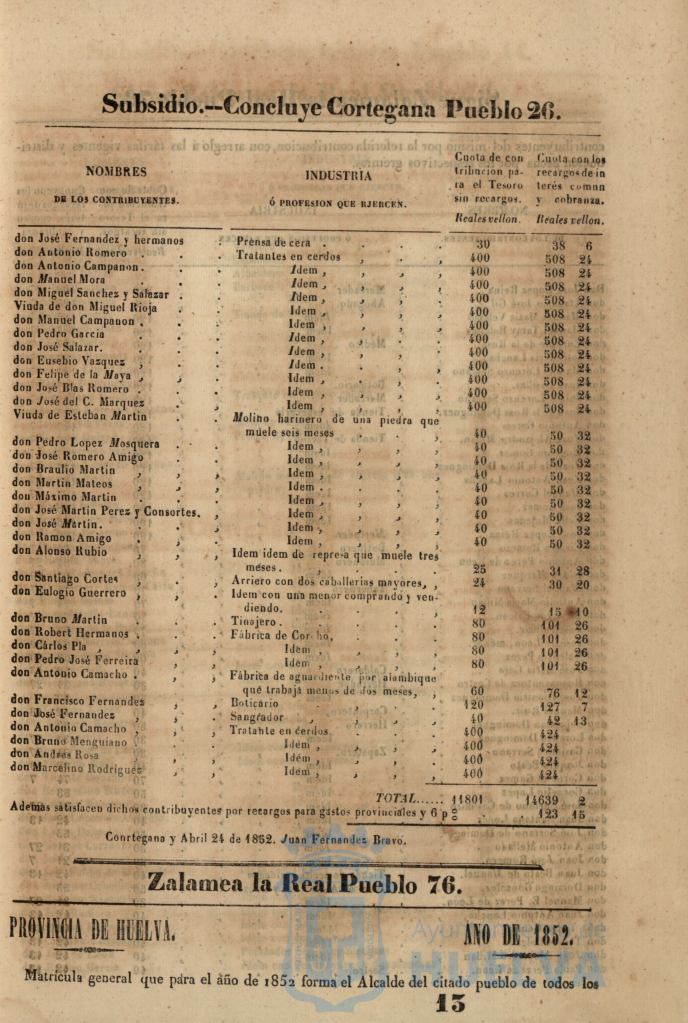 Subsidio.--Concluye Cortegana Pueblo 26.
NOMBRES
DE LOS CONTRIBUYENTES.
INDUSTRIA
Ó PROFESION QUE EJERCEN.
Cuota de con
tribucion pa-
ra el Tesoro
sin recargos.
Reales vellon.
Cuota con los
recargos de in
terés comun
y cobranza.
Reales vellon.
don José Fernandez y hermanos . Prensa de cera . . . . 30 38 6
don Antonio Romero . . . Tratantes en cerdos , . , 400 508 24
don Antonio Campanon . . . Idem , , , , 400 508 24
don Manuel Mora . . . Idem , , , , 400 508 24
don Miguel Sanchez y Salazar . . Idem , , , , 400 508 24
Viuda de don Miguel Rioja . . Idem , , , , 400 508 24
don Manuel Campanon , . . Idem , , , , 400 508 24
don Pedro Garcia . . . Idem , , , , 400 508 24
don José Salazar. . . . Idem , , , , 400 508 24
don Eusebio Vazquez , . . Idem . , , , 400 508 24
don Felipe de la Maya , , . Idem , , , , 400 508 24
don José Blas Romero . . . Idem , , , , 400 508 24
don José del C. Marquez . , Idem , , , , 400 508 24
Viuda de Esteban Martin . , Molino harinero de una piedra que
muele seis meses . . . 40 50 32
don Pedro Lopez Mosquera . . . Idem , , , , 40 50 32
don José Romero Amigo . . Idem , , , , 40 50 32
don Braulio Martin , , , Idem , , , , 40 50 32
don Martin Mateos , , , Idem . . . . 40 50 32
don Máximo Martin . . . Idem , , , , 40 50 32
don José Martin Perez y Consortes. , Idem , , , , 40 50 32
don José Martin. . . , Idem , , , , 40 50 32
don Ramon Amigo , . . Idem , , , , 40 50 32
don Alonso Rubio , , , Idem idem de represa que muele tres
meses. . , . . 25 31 28
don Santiago Cortes , . , Arriero con dos caballerias mayores, , 24 30 20
don Eulogio Guerrero , . , Idem con una menor comprando y ven-
diendo. . . . . 12 15 10
don Bruno Martin . . , Tinajero. . . . . 80 101 26
don Robert Hermanos . . . Fábrica de Corcho, . . . 80 101 26
don Cárlos Pla , , , , Idem , , , , 80 101 26
don Pedro José Ferreira , , Idem , , , , 80 101 26
don Antonio Camacho . , , Fábrica de aguardiente por alambique
que trabaja menos de dos meses, , 60 76 12
don Francisco Fernandez , , Boticario . . . . 120 127 7
don José Fernandez , , , Sangrador , , , , 40 42 13
don Antonio Camacho , , , Tratante en cerdos. . . . 400 424
don Bruno Menguiano , , Idem , , , , 400 424
don Andrés Rosa , , , Idem , , , , 400 424
don Marcelino Rodriguez , , Idem , , , , 400 424
TOTAL...... 11801 14639 2
Ademas satisfacen dichos contribuyentes por recargos para gastos provinciales y 6 p% . . 123 15
Conrtegana y Abril 24 de 1852. Juan Fernandez Bravo.
Zalamea la Real Pueblo 76.
PROVINCIA DE HUELVA. AÑO DE 1852.
Matrícula general que para el año de 1852 forma el Alcalde del citado pueblo de todos los
13
Ayuntamiento de
HUELVA